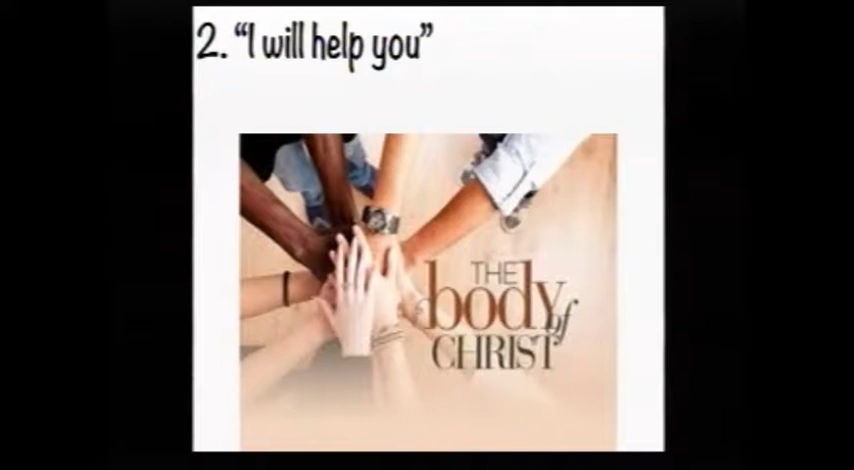 2. “I will help you”
THE
body
of
CHRIST